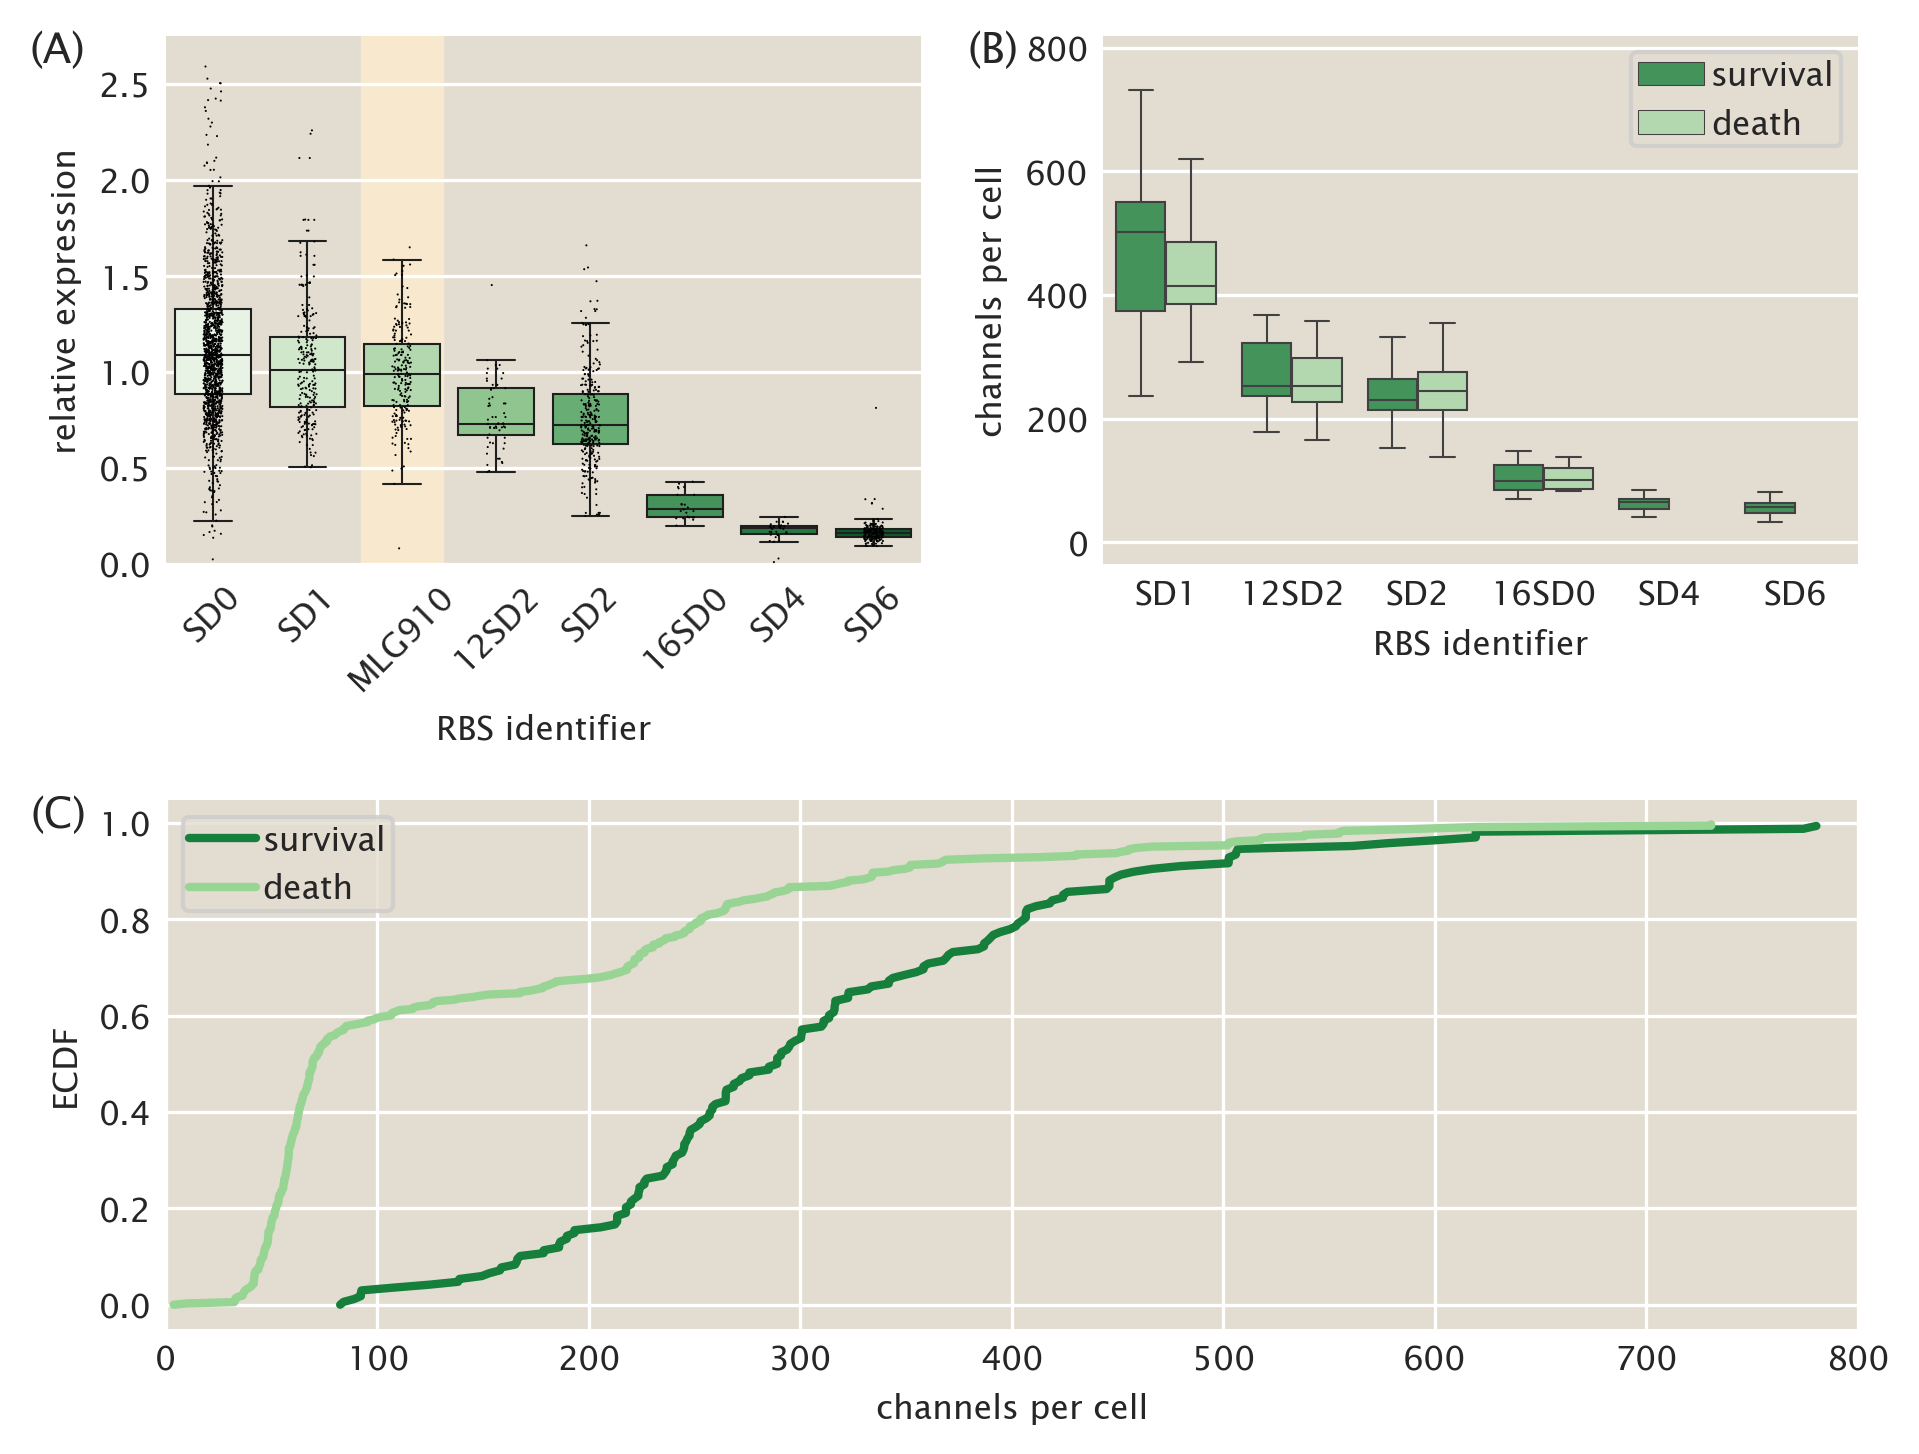 (A)
2.5
2.0
1.5
1.0
0.5
0.0
relative expression
SD0 SD1 MLG910 12SD2 SD2 16SD0 SD4 SD6
RBS identifier
(B)
800
600
400
200
0
channels per cell
survival
death
SD1 12SD2 SD2 16SD0 SD4 SD6
RBS identifier
(C)
1.0
0.8
0.6
0.4
0.2
0.0
ECDF
survival
death
0 100 200 300 400 500 600 700 800
channels per cell